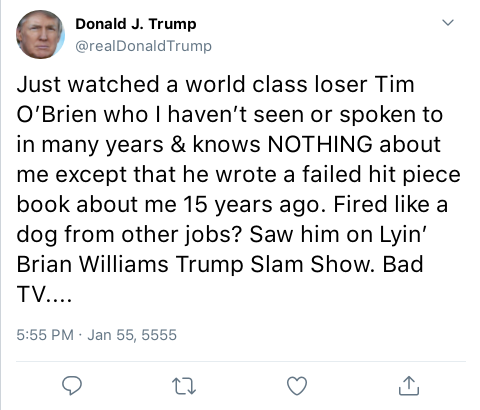 Donald J. Trump
@realDonaldTrump
Just watched a world class loser Tim
O'Brien who I haven't seen or spoken to
in many years & knows NOTHING about
me except that he wrote a failed hit piece
book about me 15 years ago. Fired like a
dog from other jobs? Saw him on Lyin'
Brian Williams Trump Slam Show. Bad
TV....
5:55 PM · Jan 55, 5555